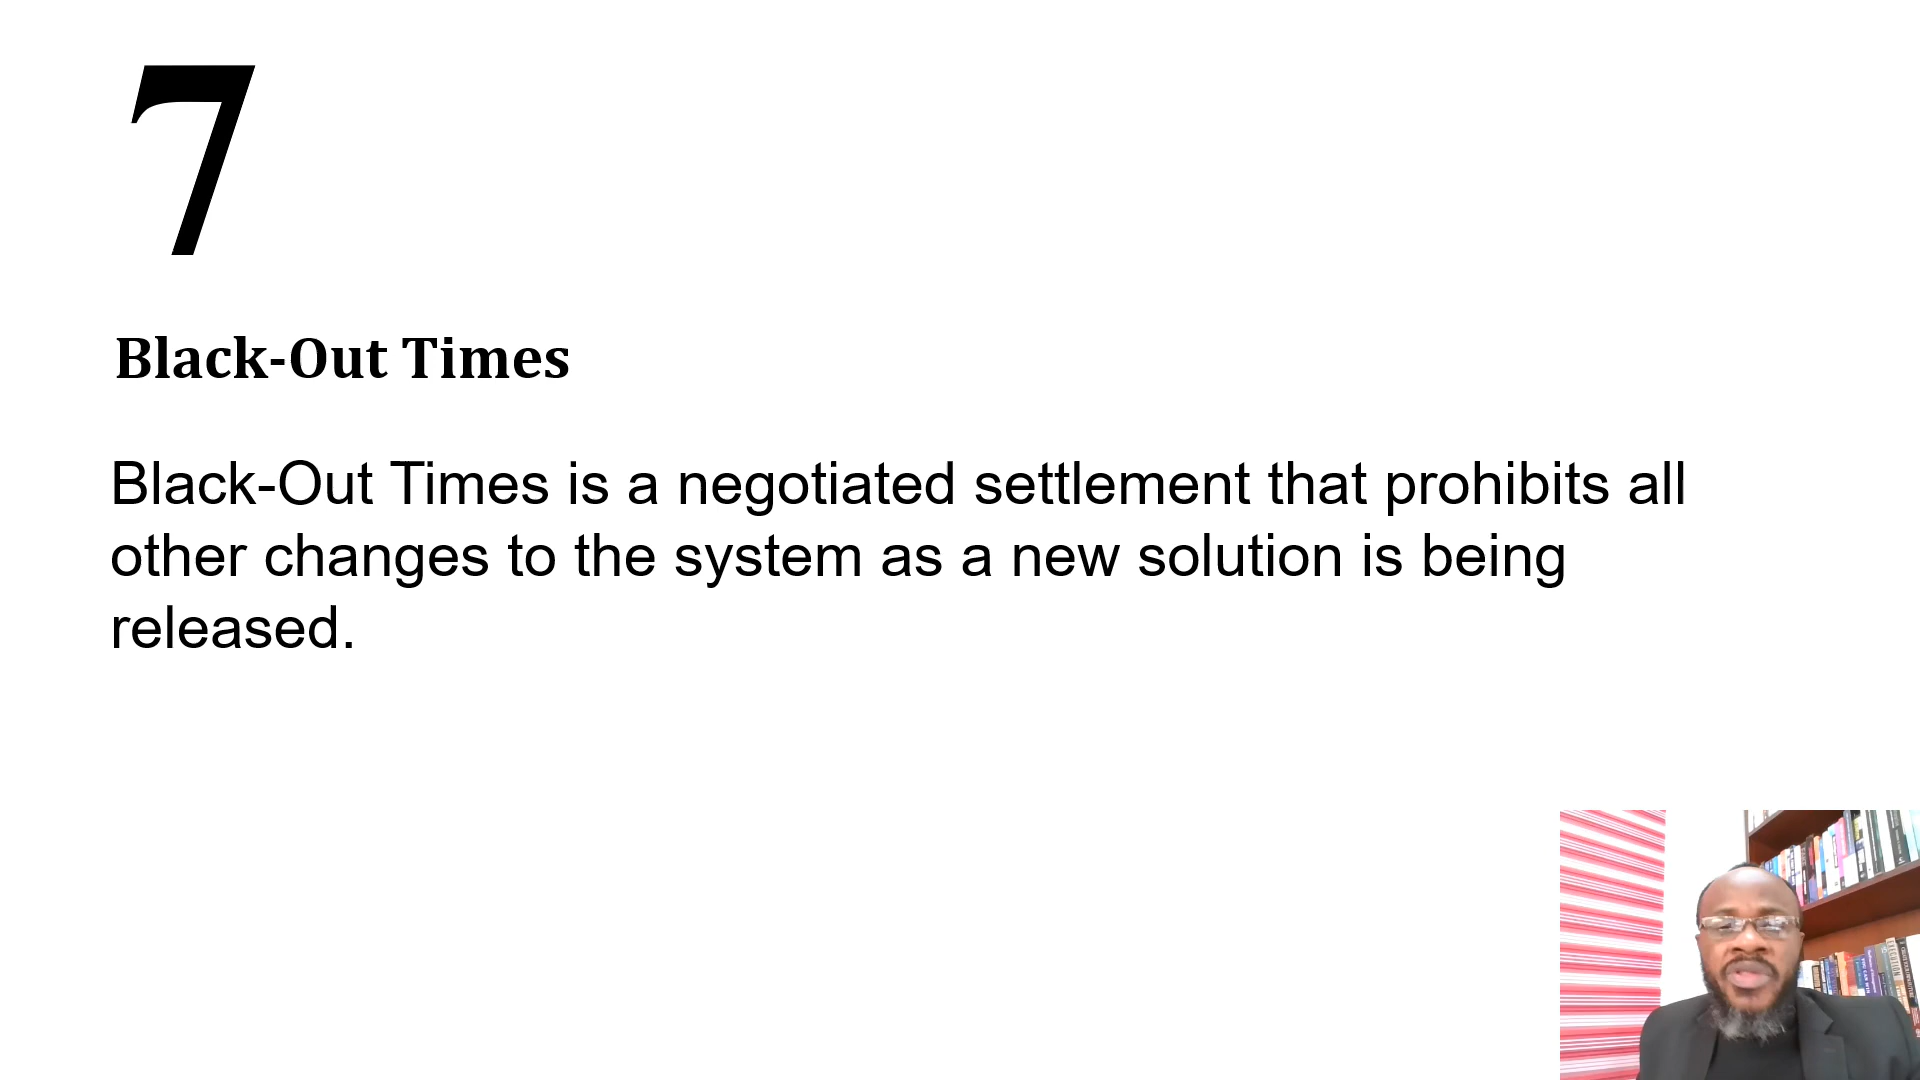 7
Black-Out Times
Black-Out Times is a negotiated settlement that prohibits all
other changes to the system as a new solution is being
released.